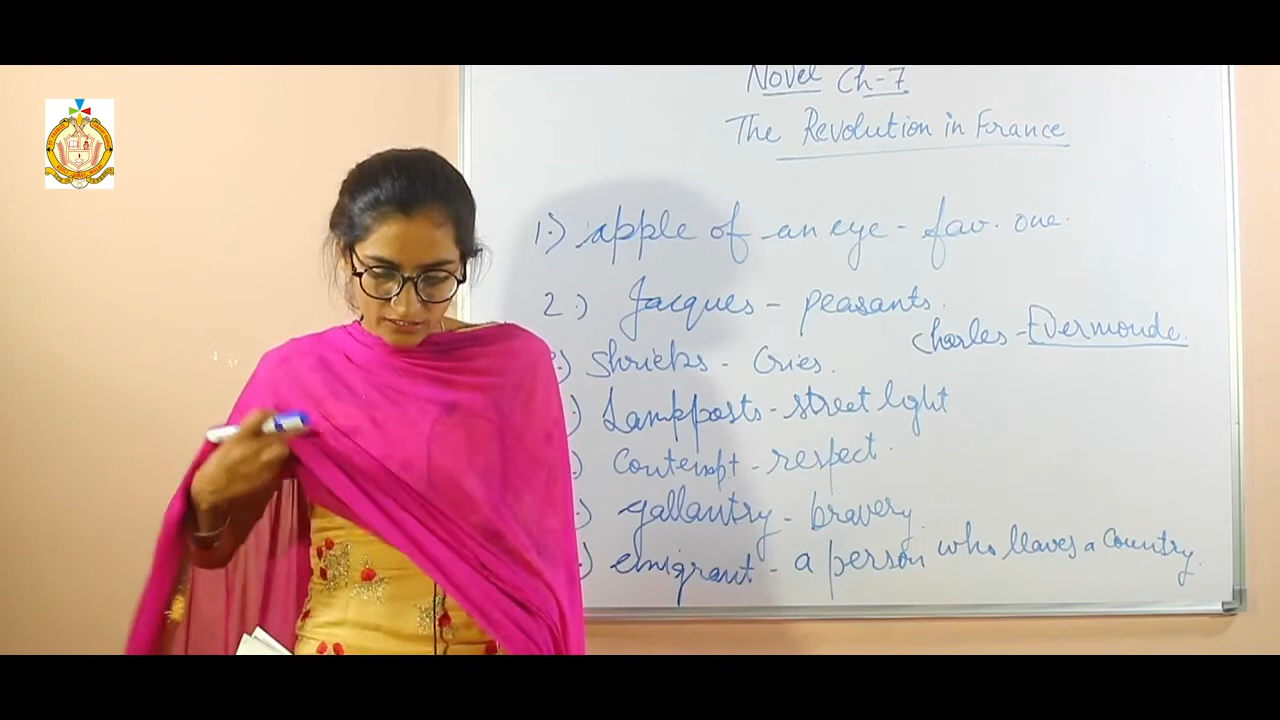 Novel Ch-7
The Revolution in France
1.) apple of an eye - fav. one.
2.) Jacques - peasants.
Charles - Evermonde.
) Shrieks - Cries.
) Lampposts - street light
) Contempt - respect.
) gallantry - bravery
) emigrant - a person who leaves a Country.